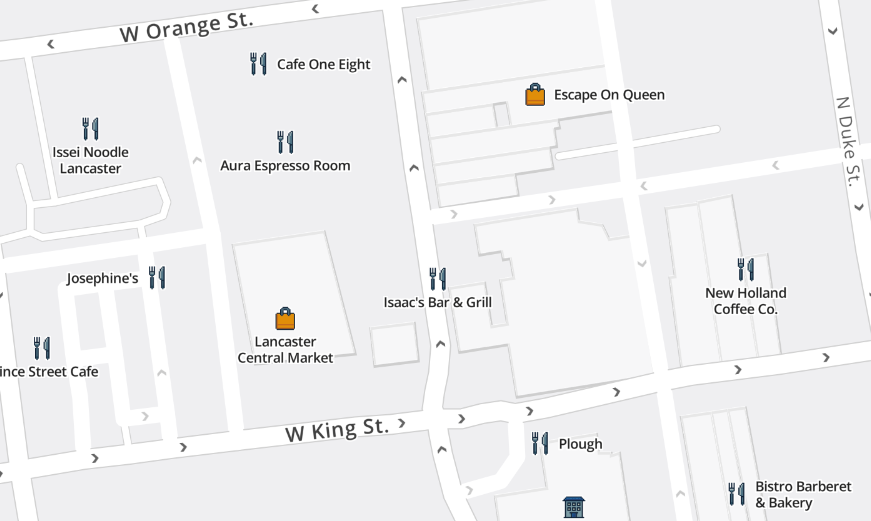 W Orange St.
Cafe One Eight
Escape On Queen
Issei Noodle
Lancaster
Aura Espresso Room
N Duke St.
Josephine's
Isaac's Bar & Grill
New Holland
Coffee Co.
Lancaster
Central Market
ince Street Cafe
W King St.
Plough
Bistro Barberet
& Bakery